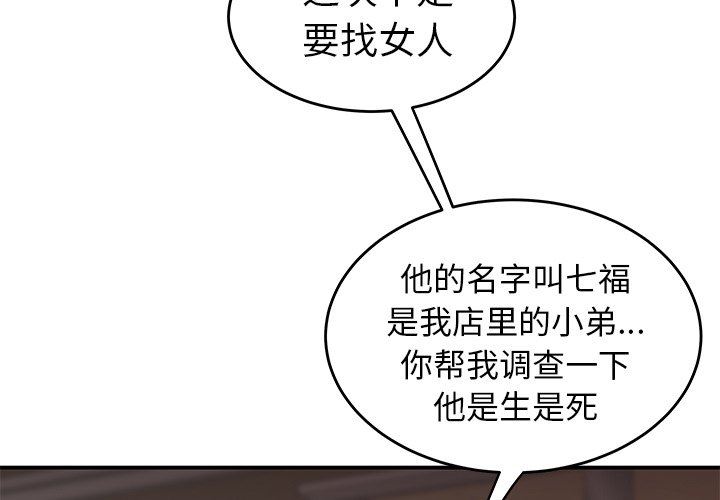 要找女人
他的名字叫七福
是我店里的小弟...
你帮我调查一下
他是生是死